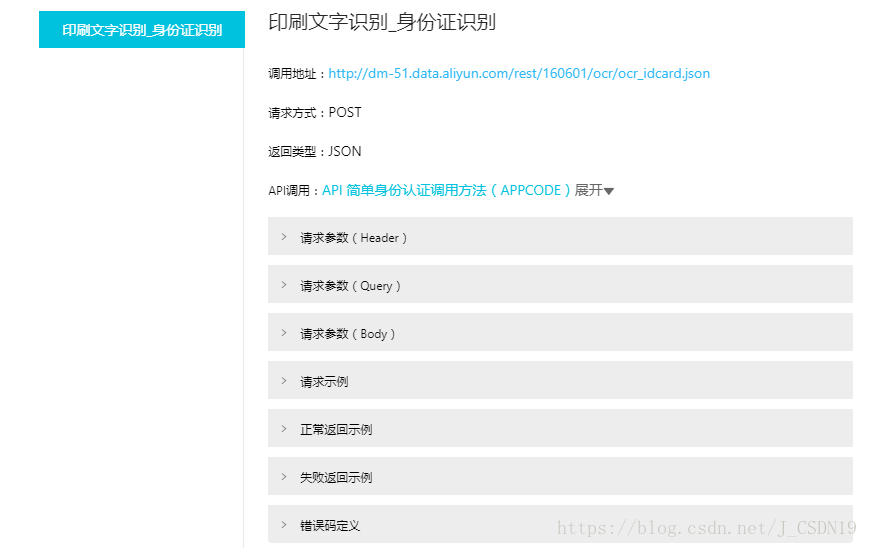 印刷文字识别_身份证识别
印刷文字识别_身份证识别
调用地址：http://dm-51.data.aliyun.com/rest/160601/ocr/ocr_idcard.json
请求方式：POST
返回类型：JSON
API调用：API 简单身份认证调用方法（APPCODE）展开
请求参数（Header）
请求参数（Query）
请求参数（Body）
请求示例
正常返回示例
失败返回示例
错误码定义
https://blog.csdn.net/J_CSDN19